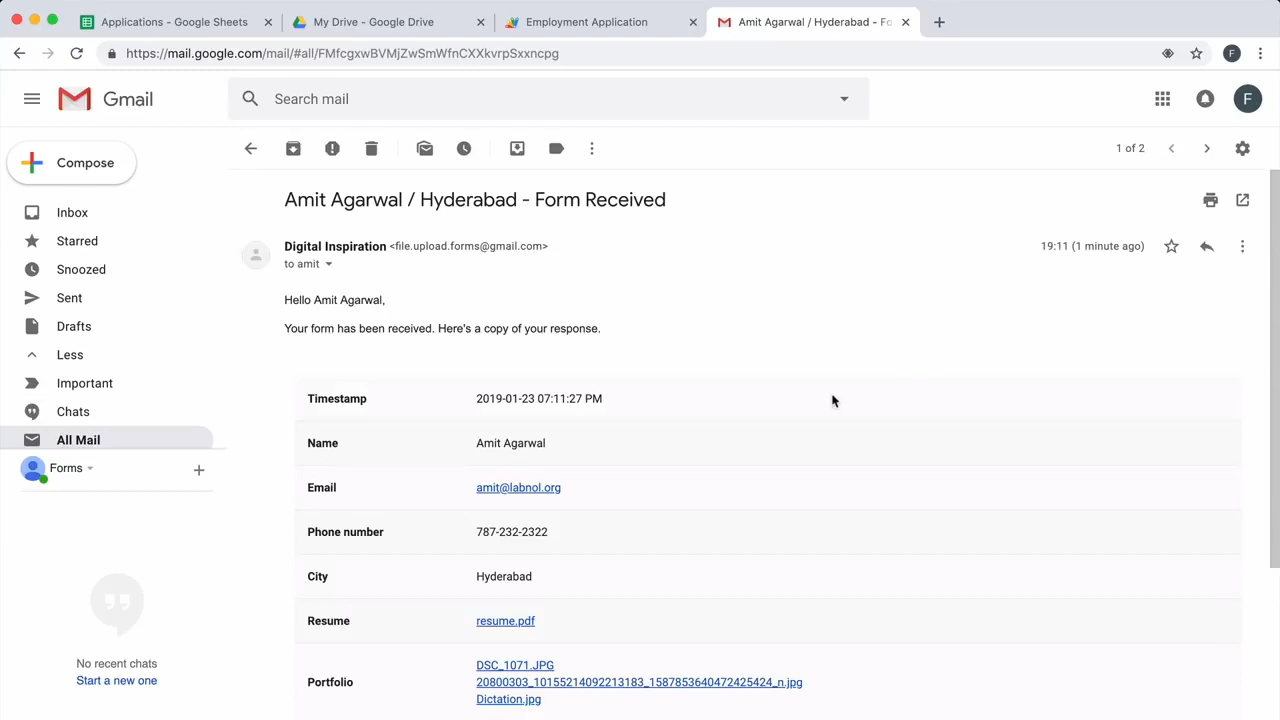 Applications - Google Sheets
My Drive - Google Drive
Employment Application
Amit Agarwal / Hyderabad - Fo
https://mail.google.com/mail/#all/FMfcgxwBVMjZwSmWfnCXXkvrpSxxncpg
F
Gmail
Search mail
F
Compose
1 of 2
Inbox
Starred
Snoozed
Sent
Drafts
Less
Important
Chats
All Mail
Forms
No recent chats
Start a new one
Amit Agarwal / Hyderabad - Form Received
Digital Inspiration <file.upload.forms@gmail.com>
19:11 (1 minute ago)
to amit
Hello Amit Agarwal,
Your form has been received. Here's a copy of your response.
Timestamp 2019-01-23 07:11:27 PM
Name Amit Agarwal
Email amit@labnol.org
Phone number 787-232-2322
City Hyderabad
Resume resume.pdf
Portfolio DSC_1071.JPG
20800303_10155214092213183_1587853640472425424_n.jpg
Dictation.jpg